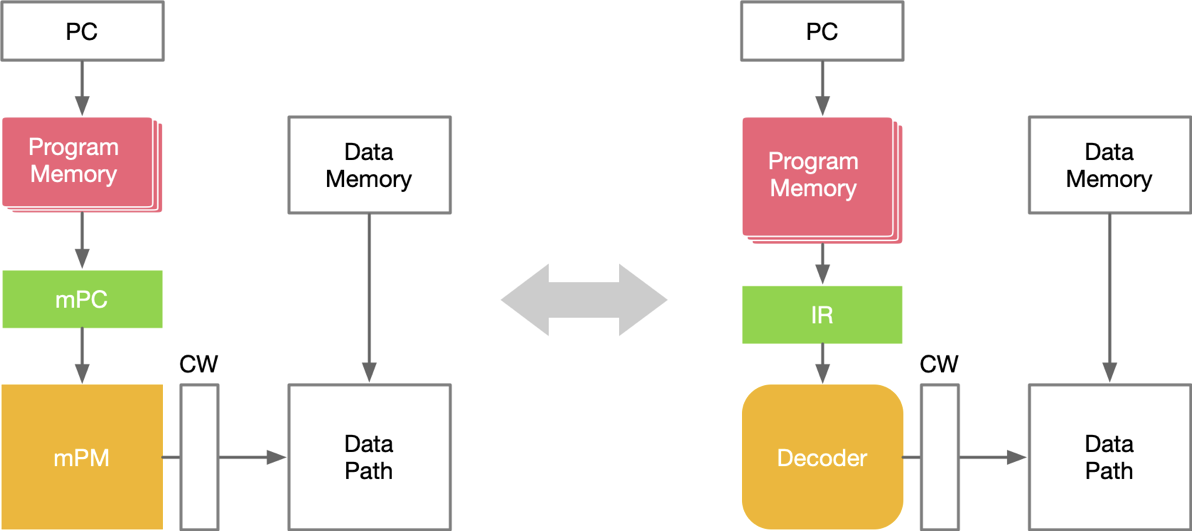 PC
Program
Memory
Data
Memory
mPC
CW
mPM
Data
Path
PC
Program
Memory
Data
Memory
IR
CW
Decoder
Data
Path